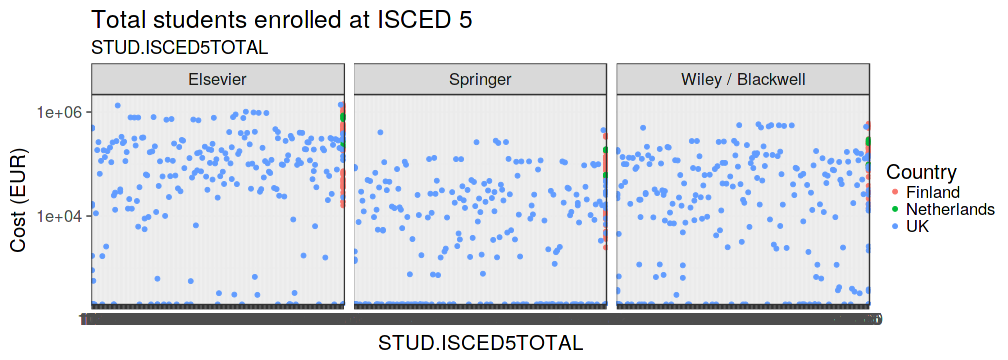 Total students enrolled at ISCED 5
STUD.ISCED5TOTAL
Elsevier
Springer
Wiley / Blackwell
1e+06
1e+04
Cost (EUR)
STUD.ISCED5TOTAL
Country
Finland
Netherlands
UK